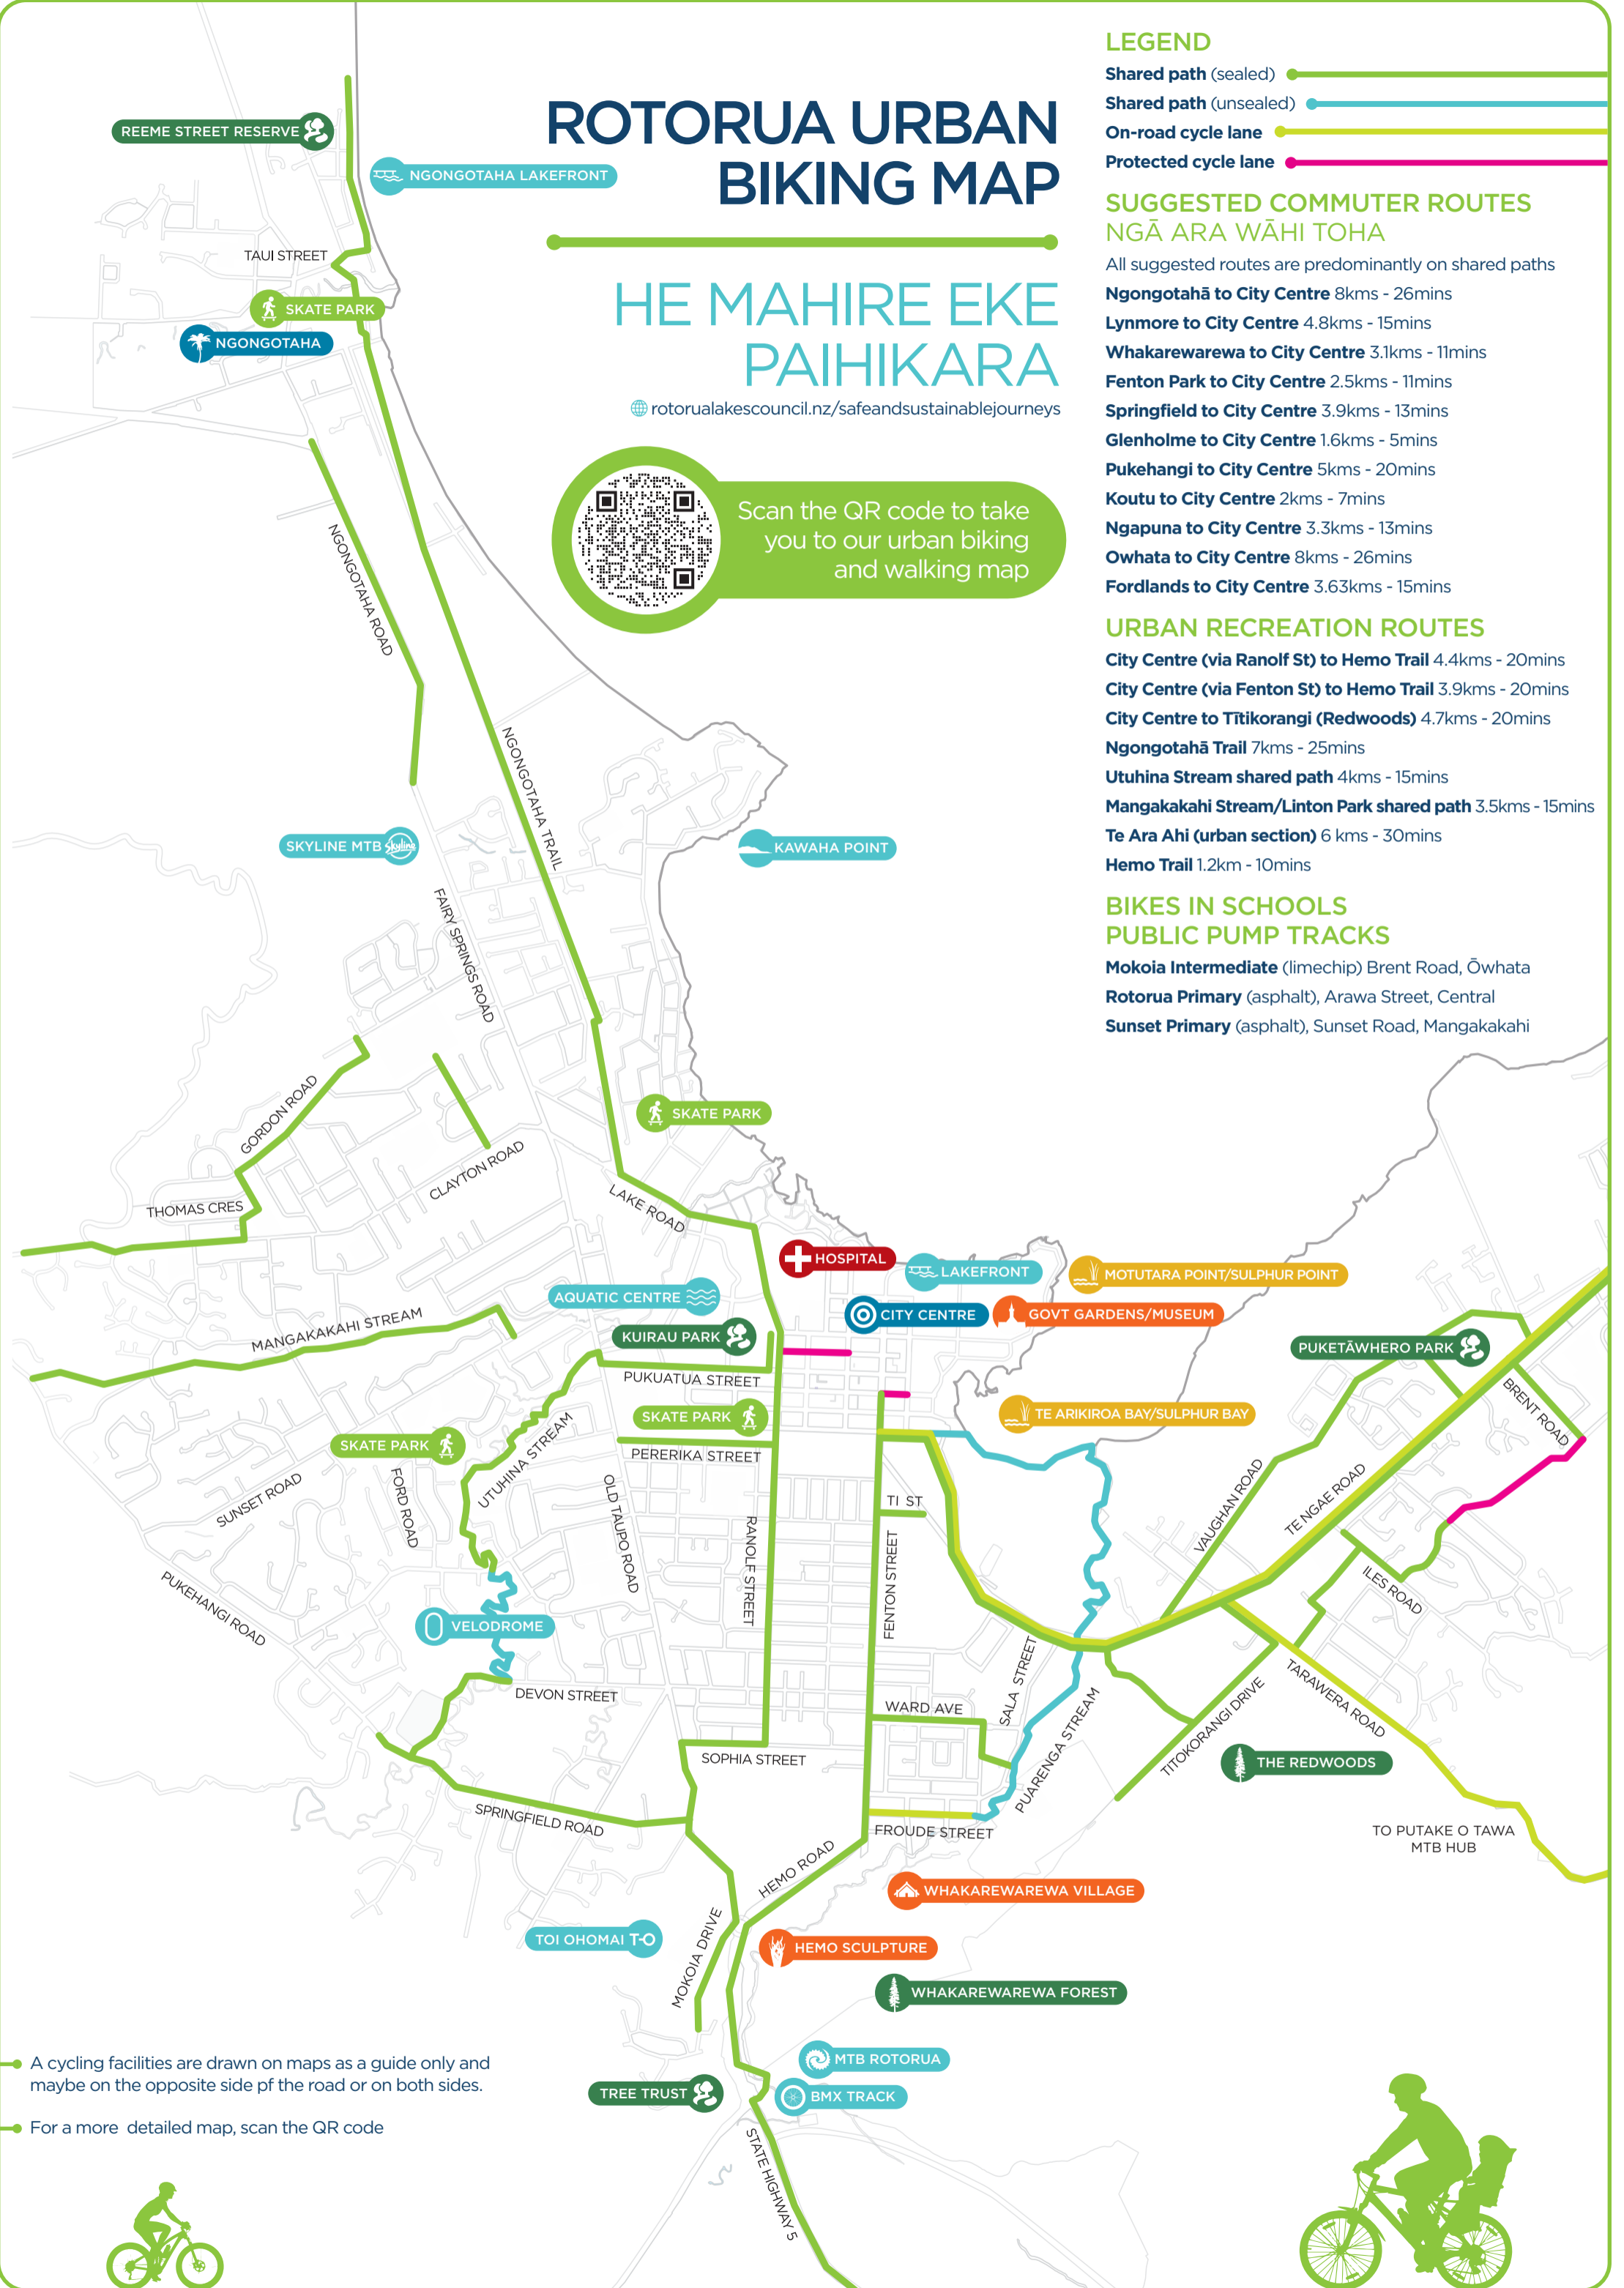 ROTORUA URBAN
BIKING MAP
HE MAHIRE EKE
PAIHIKARA
rotorualakescouncil.nz/safeandsustainablejourneys
Scan the QR code to take
you to our urban biking
and walking map
LEGEND
Shared path (sealed)
Shared path (unsealed)
On-road cycle lane
Protected cycle lane
SUGGESTED COMMUTER ROUTES
NGĀ ARA WĀHI TOHA
All suggested routes are predominantly on shared paths
Ngongotahā to City Centre 8kms - 26mins
Lynmore to City Centre 4.8kms - 15mins
Whakarewarewa to City Centre 3.1kms - 11mins
Fenton Park to City Centre 2.5kms - 11mins
Springfield to City Centre 3.9kms - 13mins
Glenholme to City Centre 1.6kms - 5mins
Pukehangi to City Centre 5kms - 20mins
Koutu to City Centre 2kms - 7mins
Ngapuna to City Centre 3.3kms - 13mins
Owhata to City Centre 8kms - 26mins
Fordlands to City Centre 3.63kms - 15mins
URBAN RECREATION ROUTES
City Centre (via Ranolf St) to Hemo Trail 4.4kms - 20mins
City Centre (via Fenton St) to Hemo Trail 3.9kms - 20mins
City Centre to Tītikorangi (Redwoods) 4.7kms - 20mins
Ngongotahā Trail 7kms - 25mins
Utuhina Stream shared path 4kms - 15mins
Mangakakahi Stream/Linton Park shared path 3.5kms - 15mins
Te Ara Ahi (urban section) 6 kms - 30mins
Hemo Trail 1.2km - 10mins
BIKES IN SCHOOLS
PUBLIC PUMP TRACKS
Mokoia Intermediate (limechip) Brent Road, Ōwhata
Rotorua Primary (asphalt), Arawa Street, Central
Sunset Primary (asphalt), Sunset Road, Mangakakahi
REEME STREET RESERVE
NGONGOTAHA LAKEFRONT
TAUI STREET
SKATE PARK
NGONGOTAHA
NGONGOTAHA ROAD
NGONGOTAHA TRAIL
SKYLINE MTB
Skyline
KAWAHA POINT
FAIRY SPRINGS ROAD
GORDON ROAD
SKATE PARK
CLAYTON ROAD
THOMAS CRES
LAKE ROAD
HOSPITAL
LAKEFRONT
MOTUTARA POINT/SULPHUR POINT
AQUATIC CENTRE
CITY CENTRE
GOVT GARDENS/MUSEUM
MANGAKAKAHI STREAM
KUIRAU PARK
PUKETĀWHERO PARK
PUKUATUA STREET
BRENT ROAD
SKATE PARK
TE ARIKIROA BAY/SULPHUR BAY
SKATE PARK
PERERIKA STREET
UTUHINA STREAM
SUNSET ROAD
FORD ROAD
OLD TAUPO ROAD
TI ST
VAUGHAN ROAD
TE NGAE ROAD
RANOLF STREET
FENTON STREET
ILES ROAD
PUKEHANGI ROAD
VELODROME
SALA STREET
DEVON STREET
WARD AVE
PUARENGA STREAM
TITOKORANGI DRIVE
TARAWERA ROAD
SOPHIA STREET
THE REDWOODS
SPRINGFIELD ROAD
FROUDE STREET
TO PUTAKE O TAWA
MTB HUB
HEMO ROAD
WHAKAREWAREWA VILLAGE
TOI OHOMAI T-O
MOKOIA DRIVE
HEMO SCULPTURE
WHAKAREWAREWA FOREST
MTB ROTORUA
TREE TRUST
BMX TRACK
STATE HIGHWAY 5
A cycling facilities are drawn on maps as a guide only and
maybe on the opposite side pf the road or on both sides.
For a more detailed map, scan the QR code